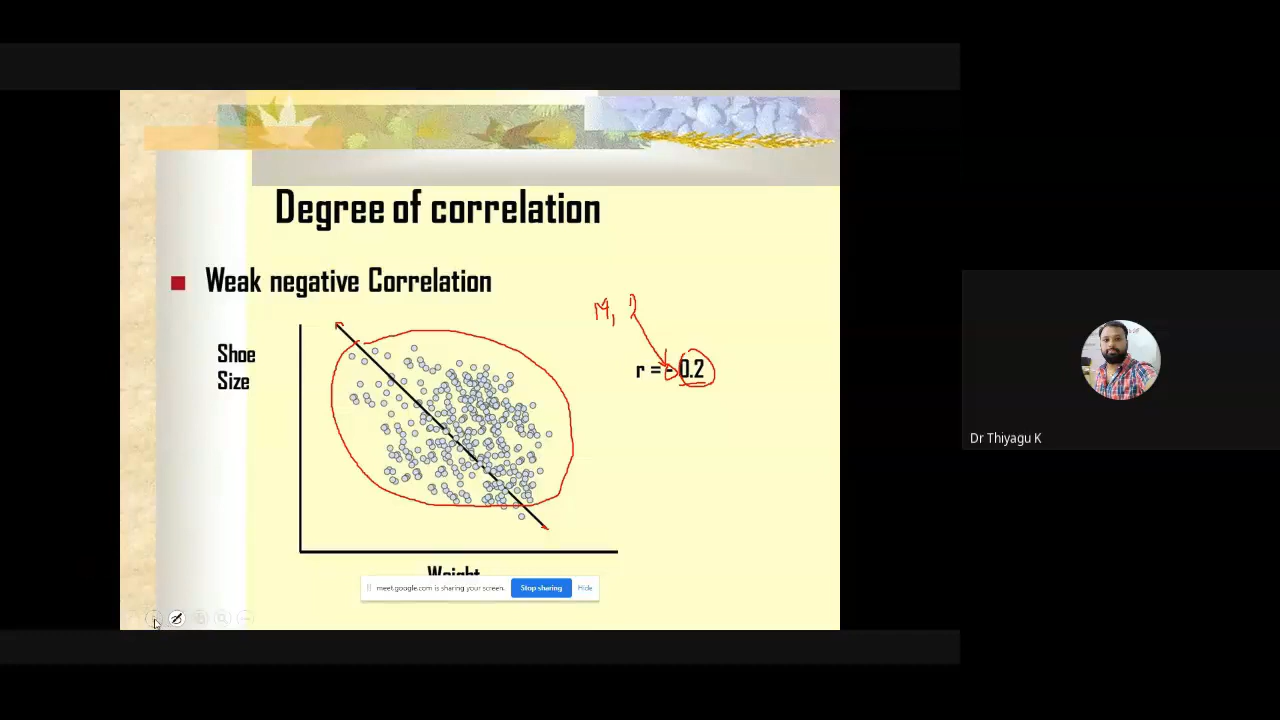 Degree of correlation
Weak negative Correlation
Shoe
Size
r = - 0.2
Weight
meet.google.com is sharing your screen.
Stop sharing
Hide
Dr Thiyagu K